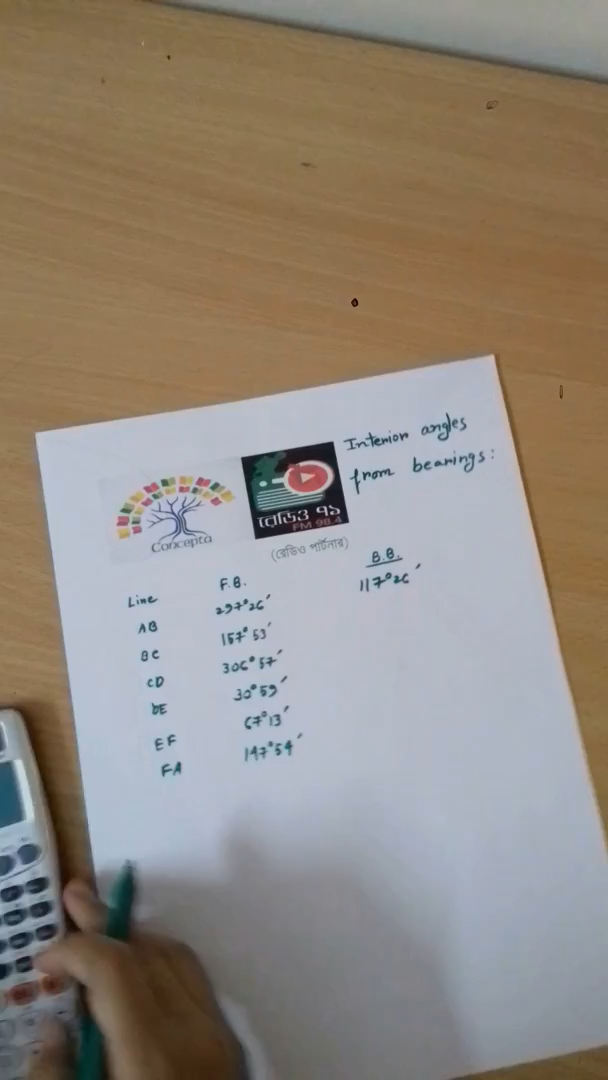 Interior angles
from bearings:
Concepta
রেডিও ৭১
FM 98.4
(রেডিও পার্টনার)
Line F.B. B.B.
AB 297°26′ 117°26′
BC 157°53′
CD 306°57′
DE 30°59′
EF 67°13′
FA 147°54′